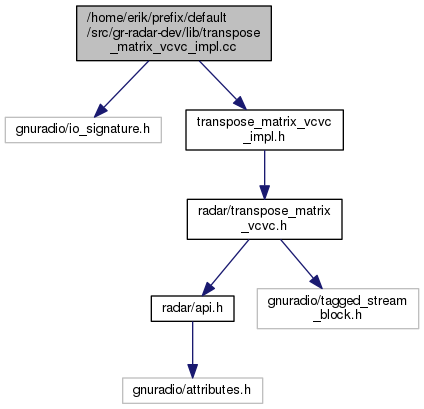 /home/erik/prefix/default
/src/gr-radar-dev/lib/transpose
_matrix_vcvc_impl.cc
gnuradio/io_signature.h
transpose_matrix_vcvc
_impl.h
radar/transpose_matrix
_vcvc.h
radar/api.h
gnuradio/tagged_stream
_block.h
gnuradio/attributes.h